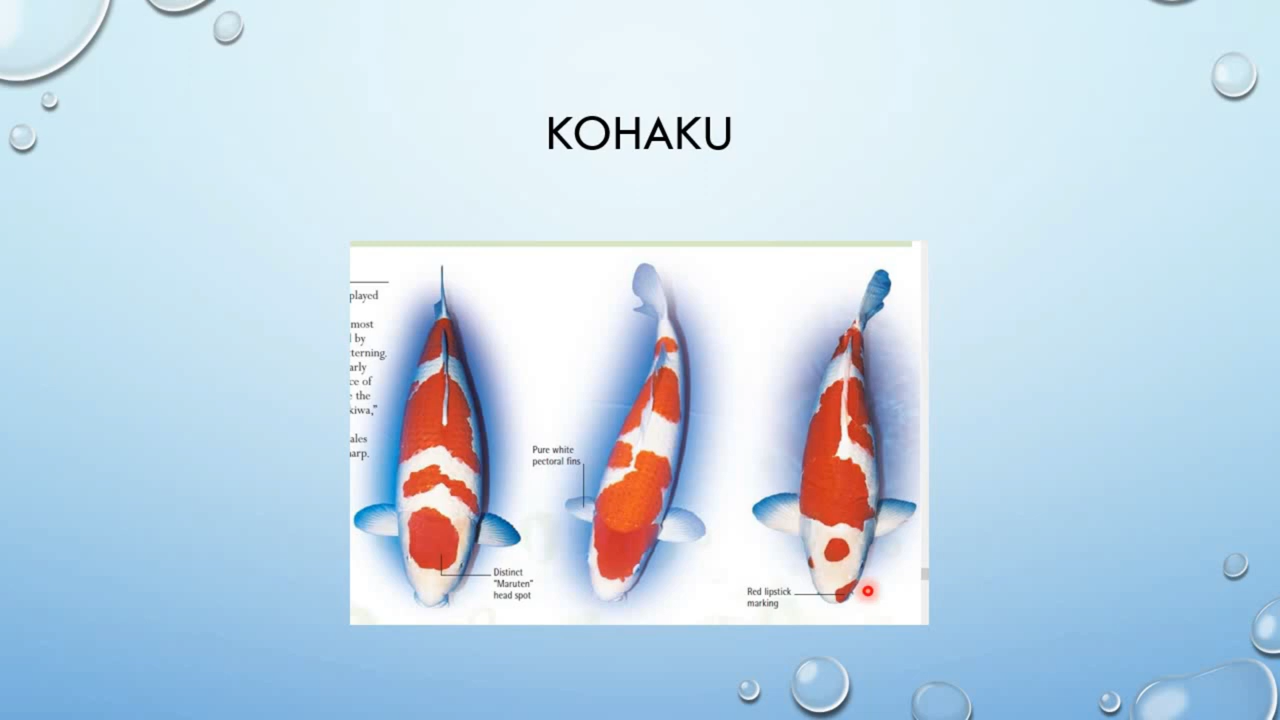 KOHAKU
played
most
l by
terning.
arly
ce of
e the
kiwa,"
ales
arp.
Pure white
pectoral fins
Distinct
"Maruten"
head spot
Red lipstick
marking